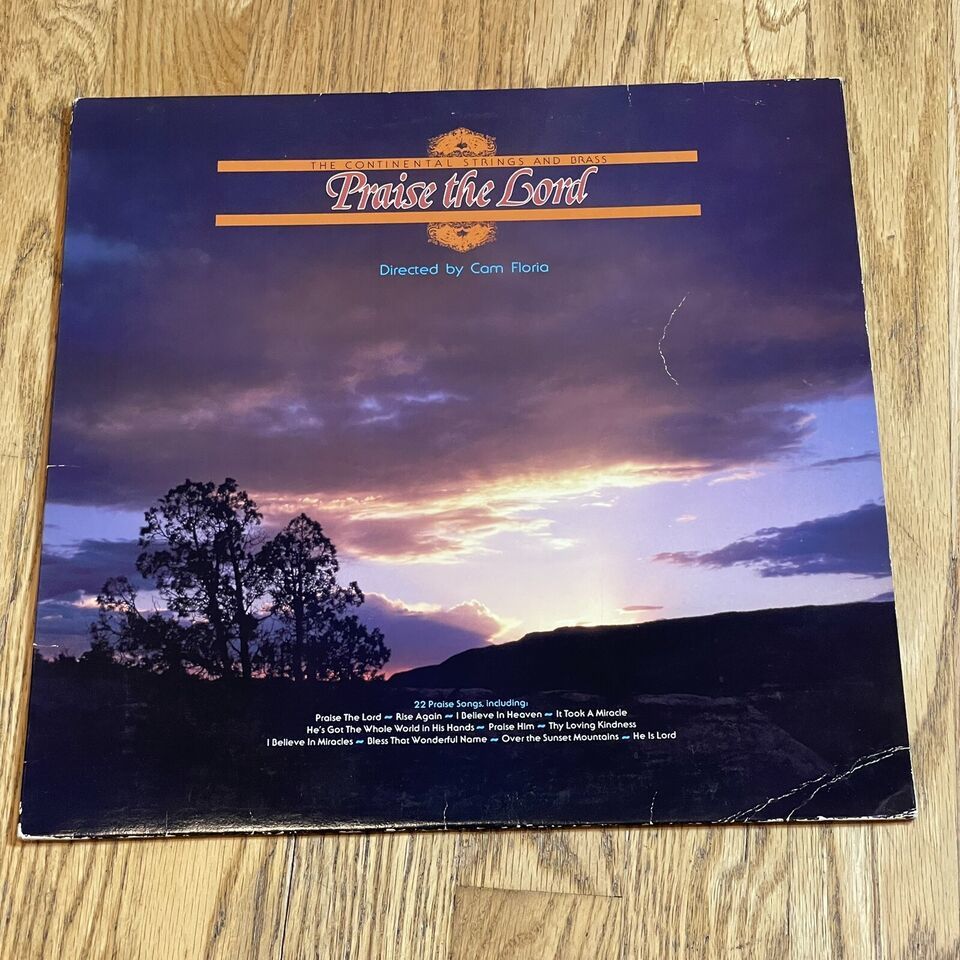 THE CONTINENTAL STRINGS AND BRASS
Praise the Lord
Directed by Cam Floria
22 Praise Songs, including:
Praise The Lord ~ Rise Again ~ I Believe In Heaven ~ It Took A Miracle
He's Got The Whole World in His Hands ~ Praise Him ~ Thy Loving Kindness
I Believe In Miracles ~ Bless That Wonderful Name ~ Over the Sunset Mountains ~ He Is Lord